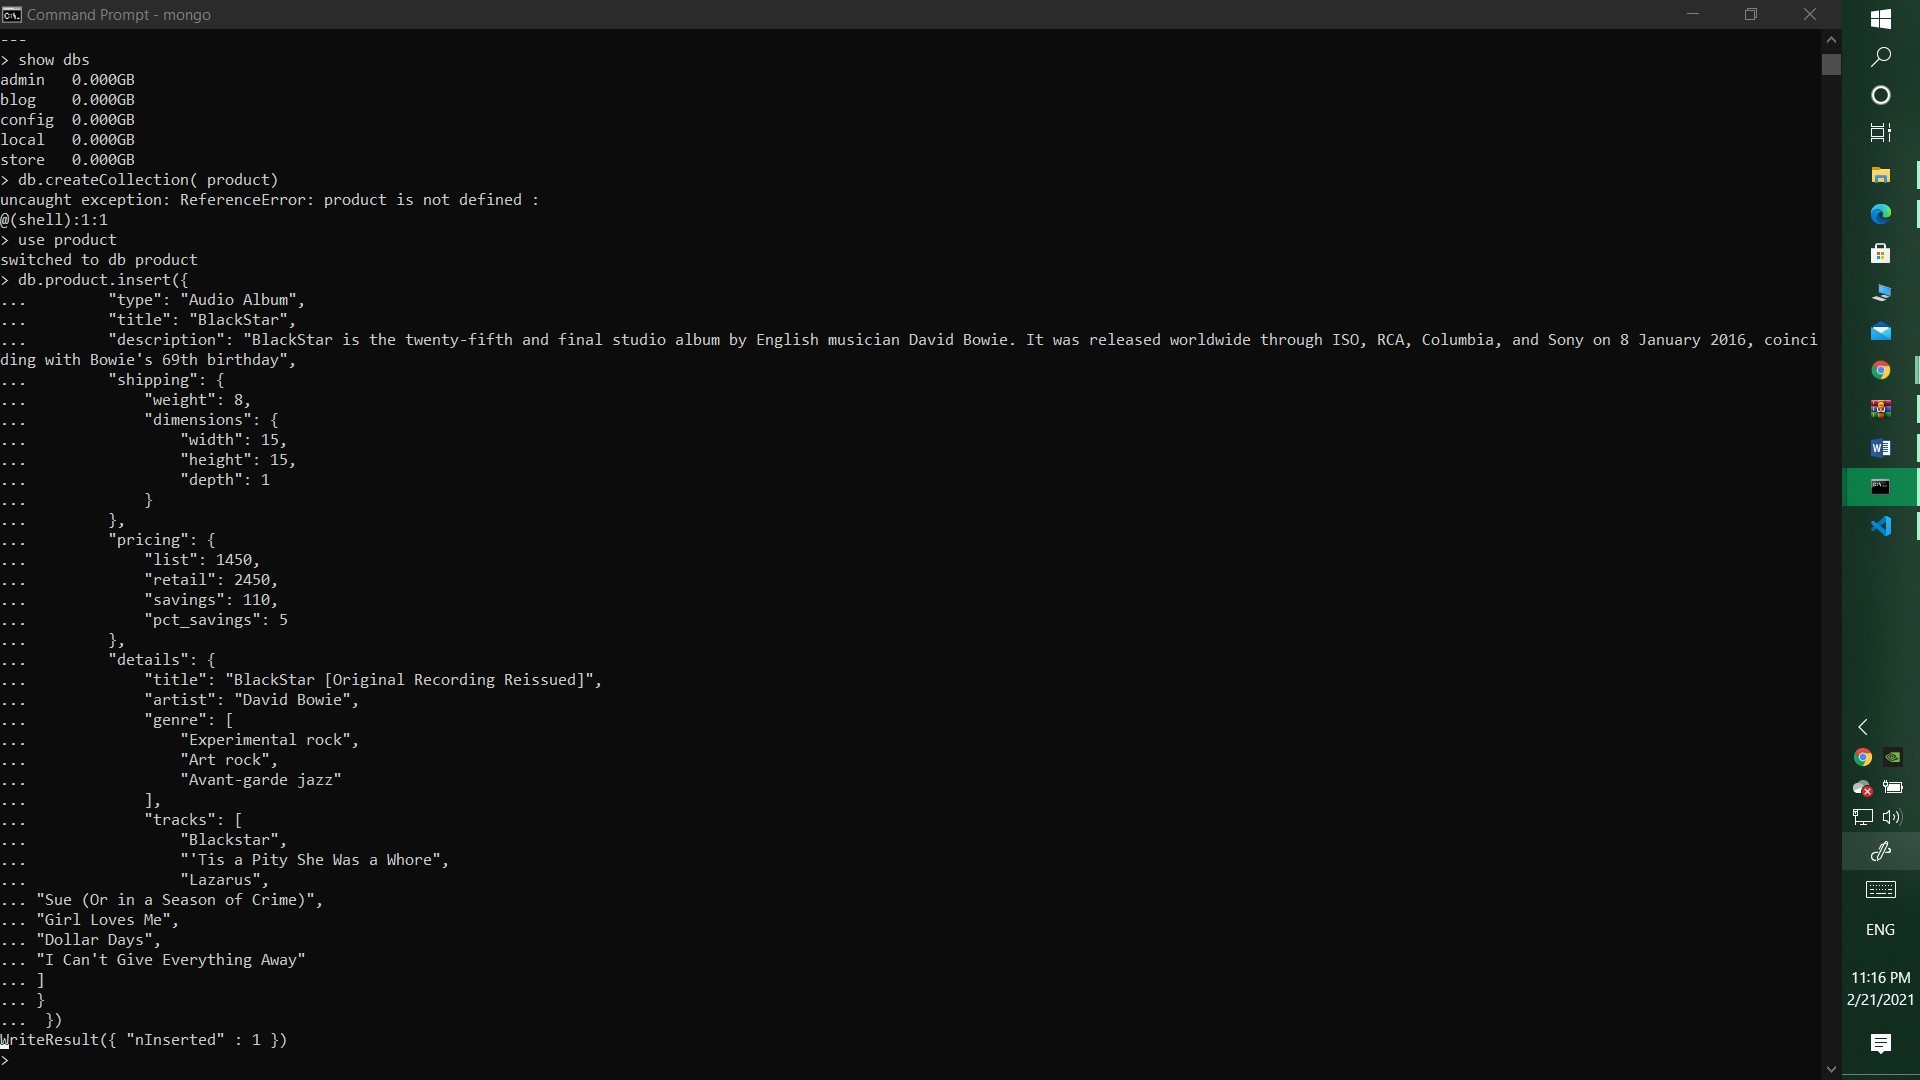 Command Prompt - mongo
---
> show dbs
admin   0.000GB
blog    0.000GB
config  0.000GB
local   0.000GB
store   0.000GB
> db.createCollection( product)
uncaught exception: ReferenceError: product is not defined :
@(shell):1:1
> use product
switched to db product
> db.product.insert({
...         "type": "Audio Album",
...         "title": "BlackStar",
...         "description": "BlackStar is the twenty-fifth and final studio album by English musician David Bowie. It was released worldwide through ISO, RCA, Columbia, and Sony on 8 January 2016, coinci
ding with Bowie's 69th birthday",
...         "shipping": {
...             "weight": 8,
...             "dimensions": {
...                 "width": 15,
...                 "height": 15,
...                 "depth": 1
...             }
...         },
...         "pricing": {
...             "list": 1450,
...             "retail": 2450,
...             "savings": 110,
...             "pct_savings": 5
...         },
...         "details": {
...             "title": "BlackStar [Original Recording Reissued]",
...             "artist": "David Bowie",
...             "genre": [
...                 "Experimental rock",
...                 "Art rock",
...                 "Avant-garde jazz"
...             ],
...             "tracks": [
...                 "Blackstar",
...                 "'Tis a Pity She Was a Whore",
...                 "Lazarus",
... "Sue (Or in a Season of Crime)",
... "Girl Loves Me",
... "Dollar Days",
... "I Can't Give Everything Away"
... ]
... }
...  })
WriteResult({ "nInserted" : 1 })
>
ENG
11:16 PM
2/21/2021